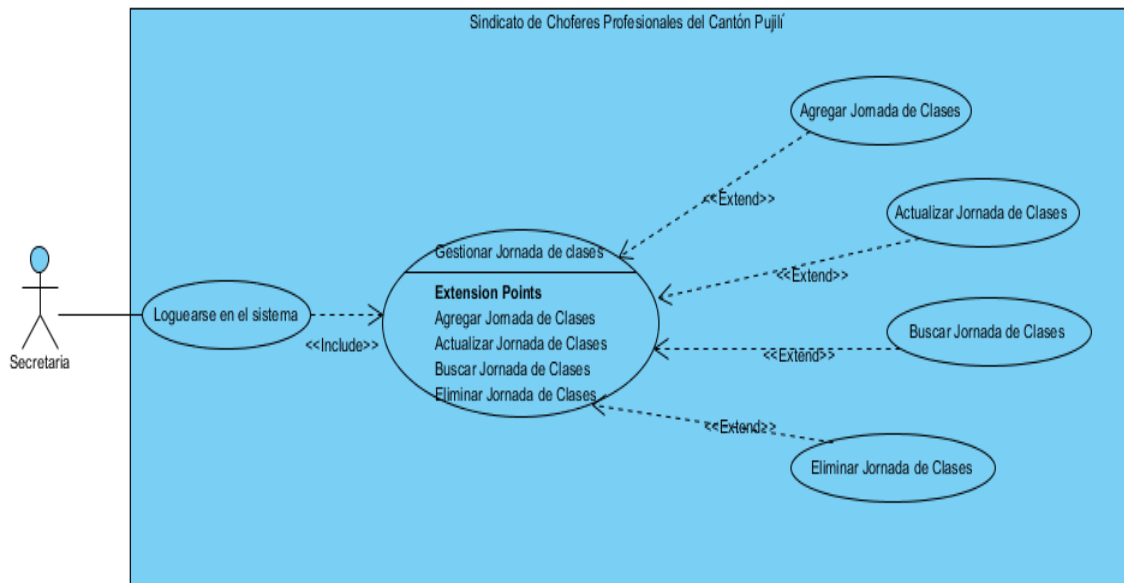 Sindicato de Choferes Profesionales del Cantón Pujilí
Agregar Jornada de Clases
<<Extend>>
Actualizar Jornada de Clases
Gestionar Jornada de clases
<<Extend>>
Extension Points
Agregar Jornada de Clases
Actualizar Jornada de Clases
Buscar Jornada de Clases
Eliminar Jornada de Clases
Loguearse en el sistema
<<Include>>
Secretaria
Buscar Jornada de Clases
<<Extend>>
<<Extend>>
Eliminar Jornada de Clases